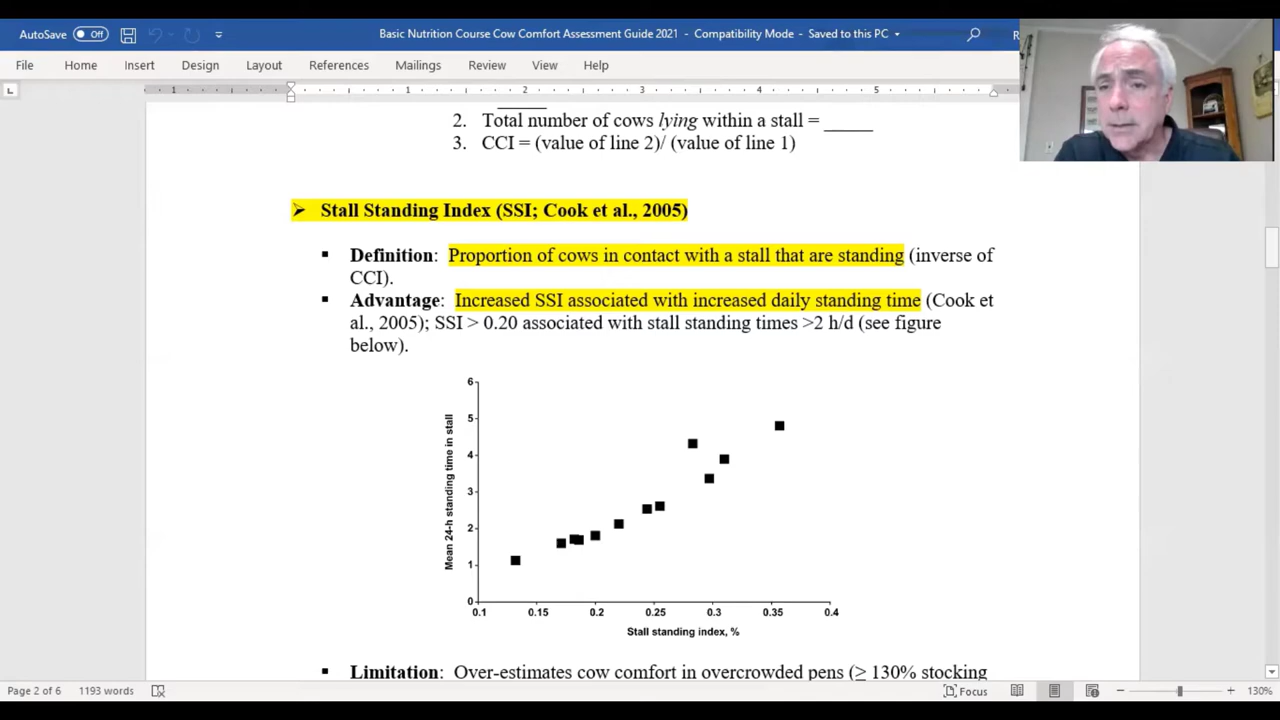 AutoSave Off
Basic Nutrition Course Cow Comfort Assessment Guide 2021 - Compatibility Mode - Saved to this PC
R
File Home Insert Design Layout References Mailings Review View Help
1 1 2 3 4 5
2. Total number of cows lying within a stall = _____
3. CCI = (value of line 2)/ (value of line 1)
➢ Stall Standing Index (SSI; Cook et al., 2005)
▪ Definition: Proportion of cows in contact with a stall that are standing (inverse of
CCI).
▪ Advantage: Increased SSI associated with increased daily standing time (Cook et
al., 2005); SSI > 0.20 associated with stall standing times >2 h/d (see figure
below).
Mean 24-h standing time in stall
6
5
4
3
2
1
0
0.1 0.15 0.2 0.25 0.3 0.35 0.4
Stall standing index, %
▪ Limitation: Over-estimates cow comfort in overcrowded pens (≥ 130% stocking
Page 2 of 6 1193 words Focus 130%